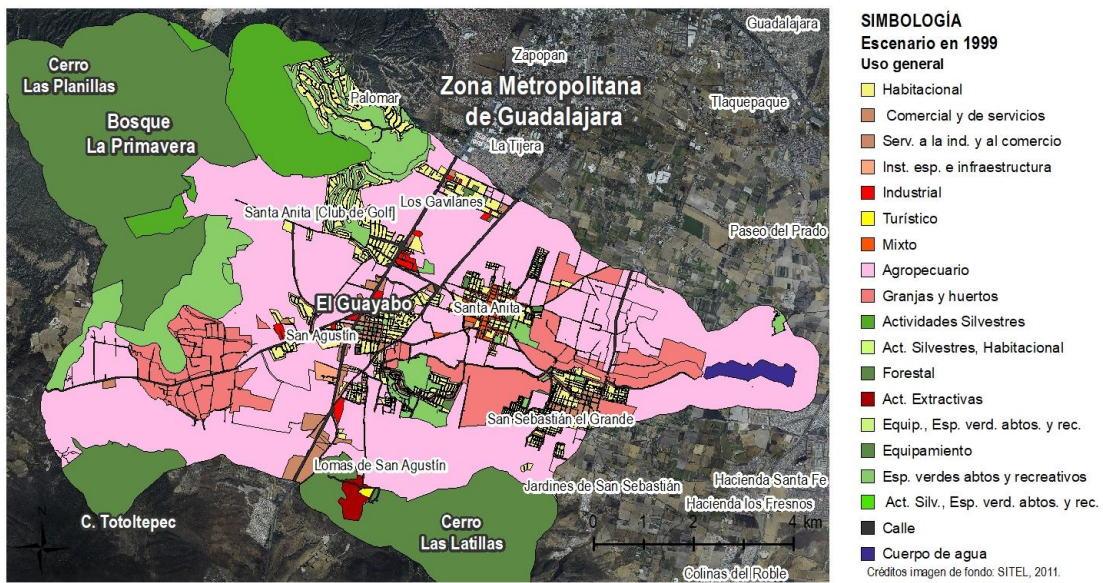 Guadalajara
Cerro
Las Planillas
Zapopan
Zona Metropolitana
de Guadalajara
Palomar
Tlaquepaque
Bosque
La Primavera
La Tijera
Los Gavilanes
Santa Anita [Club de Golf]
Paseo del Prado
El Guayabo
Santa Anita
San Agustín
San Sebastián el Grande
Lomas de San Agustín
Jardines de San Sebastián
Hacienda Santa Fe
Hacienda los Fresnos
C. Totoltepec
Cerro
Las Latillas
N
0 1 2 4 km
Colinas del Roble
SIMBOLOGÍA
Escenario en 1999
Uso general
Habitacional
Comercial y de servicios
Serv. a la ind. y al comercio
Inst. esp. e infraestructura
Industrial
Turístico
Mixto
Agropecuario
Granjas y huertos
Actividades Silvestres
Act. Silvestres, Habitacional
Forestal
Act. Extractivas
Equip., Esp. verd. abtos. y rec.
Equipamiento
Esp. verdes abtos y recreativos
Act. Silv., Esp. verd. abtos. y rec.
Calle
Cuerpo de agua
Créditos imagen de fondo: SITEL, 2011.